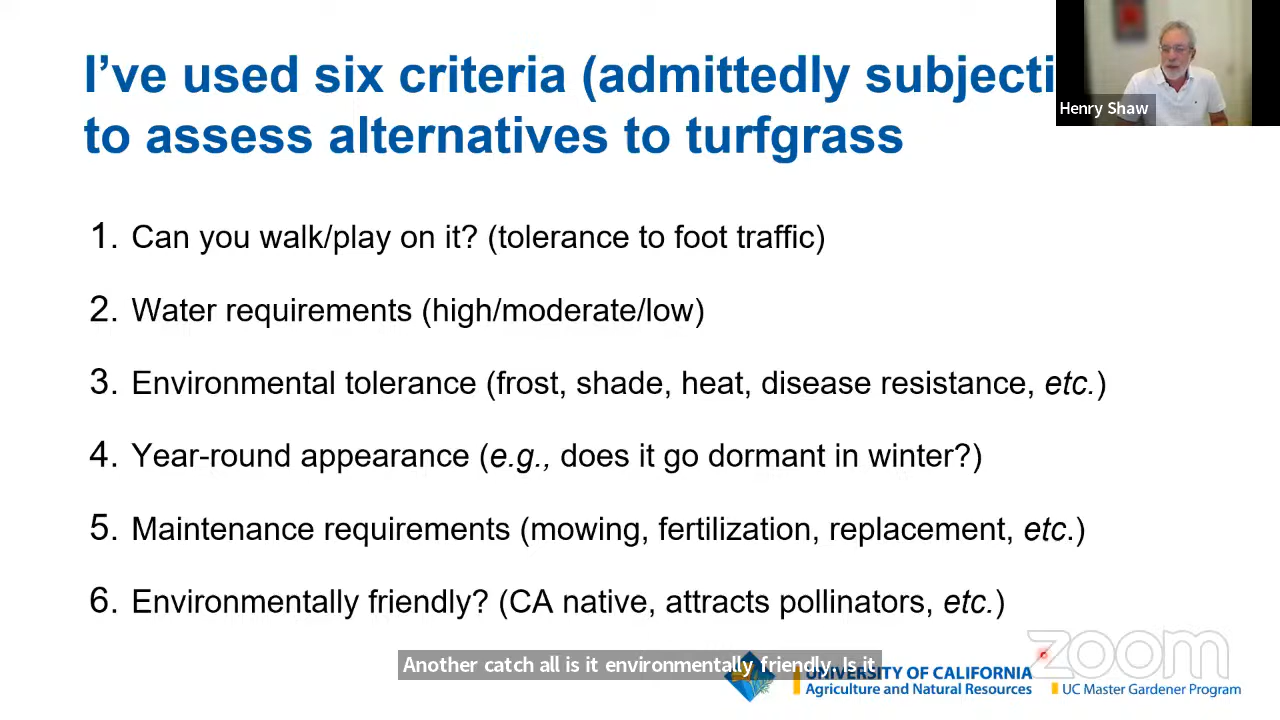 I've used six criteria (admittedly subjecti
to assess alternatives to turfgrass
Henry Shaw
1. Can you walk/play on it? (tolerance to foot traffic)
2. Water requirements (high/moderate/low)
3. Environmental tolerance (frost, shade, heat, disease resistance, etc.)
4. Year-round appearance (e.g., does it go dormant in winter?)
5. Maintenance requirements (mowing, fertilization, replacement, etc.)
6. Environmentally friendly? (CA native, attracts pollinators, etc.)
zoom
Another catch all is it environmentally friendly. Is it
UNIVERSITY OF CALIFORNIA
Agriculture and Natural Resources
UC Master Gardener Program